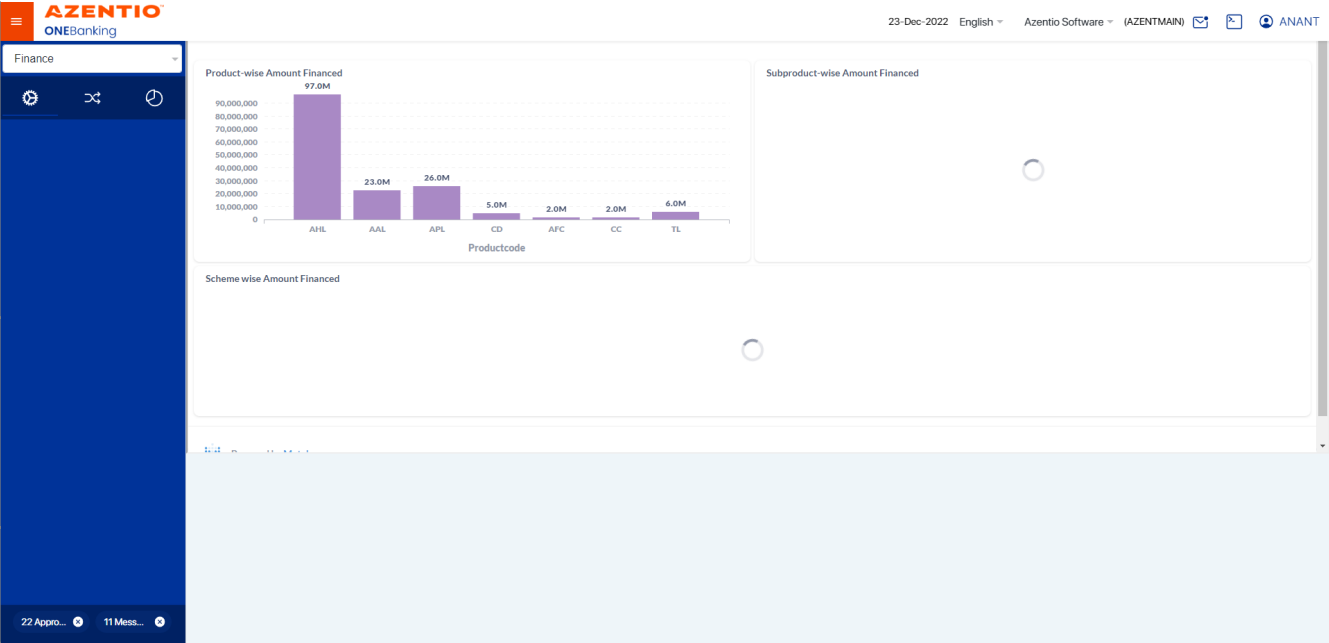 AZENTIO
ONEBanking
23-Dec-2022 English Azentio Software (AZENTMAIN) ANANT
Finance
Product-wise Amount Financed
97.0M
90,000,000
80,000,000
70,000,000
60,000,000
50,000,000
40,000,000
30,000,000
20,000,000
10,000,000
0
23.0M
26.0M
5.0M
2.0M
2.0M
6.0M
AHL AAL APL CD AFC CC TL
Productcode
Subproduct-wise Amount Financed
Scheme wise Amount Financed
22 Appro...
11 Mess...